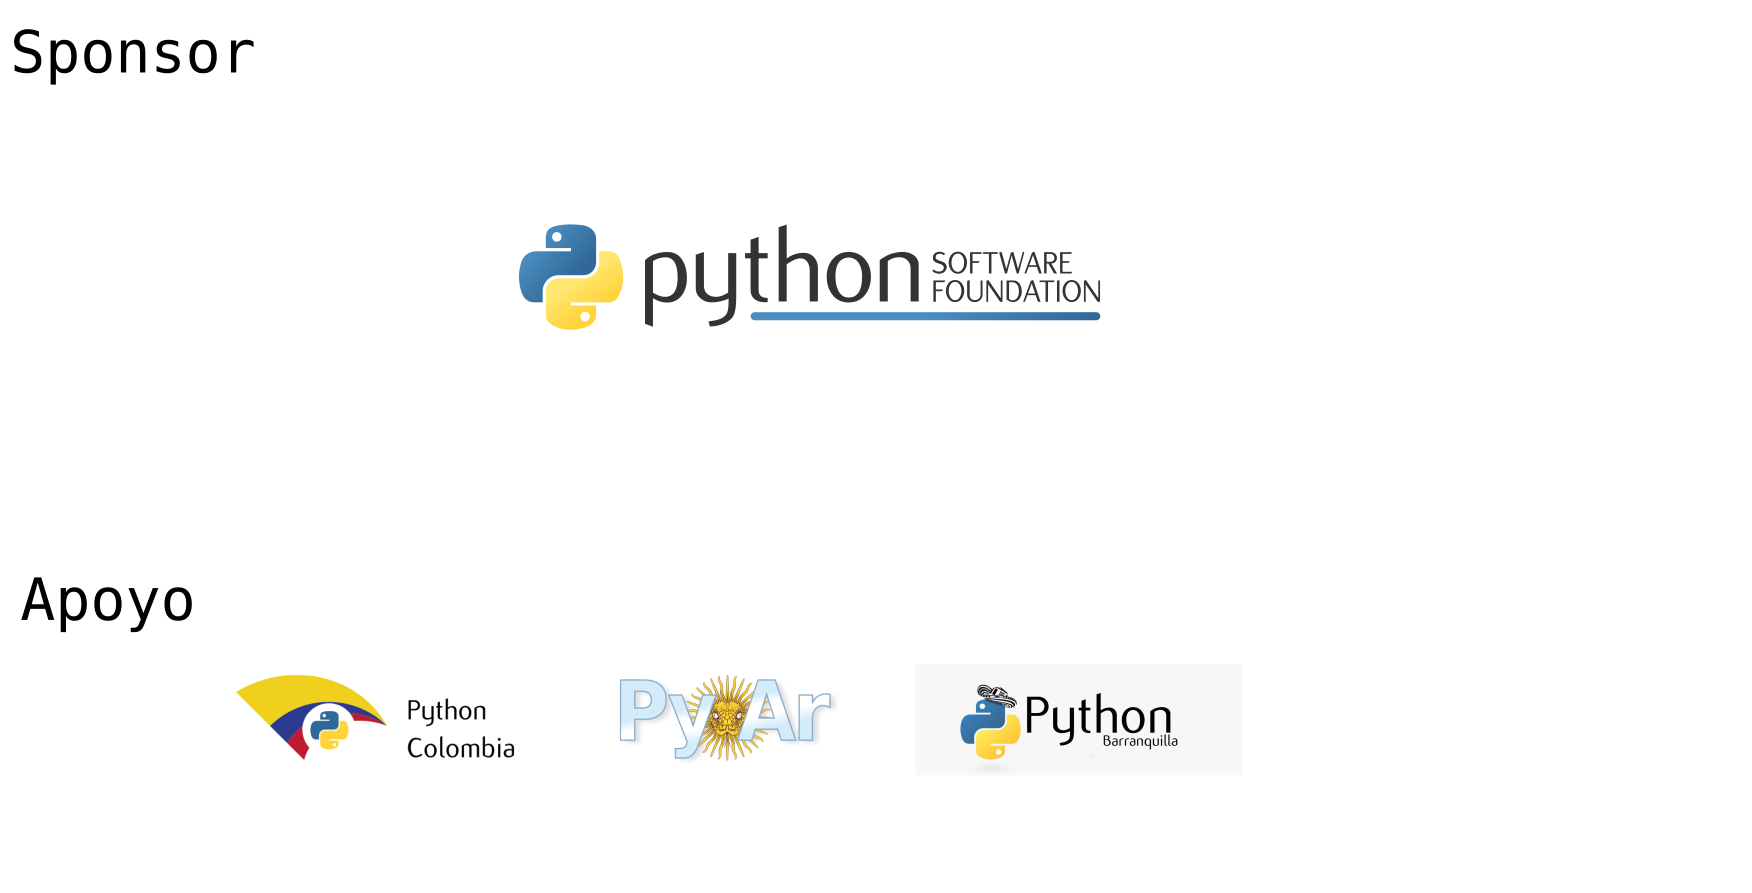 Sponsor
python
SOFTWARE
FOUNDATION
Apoyo
Python
Colombia
PyAr
Python
Barranquilla